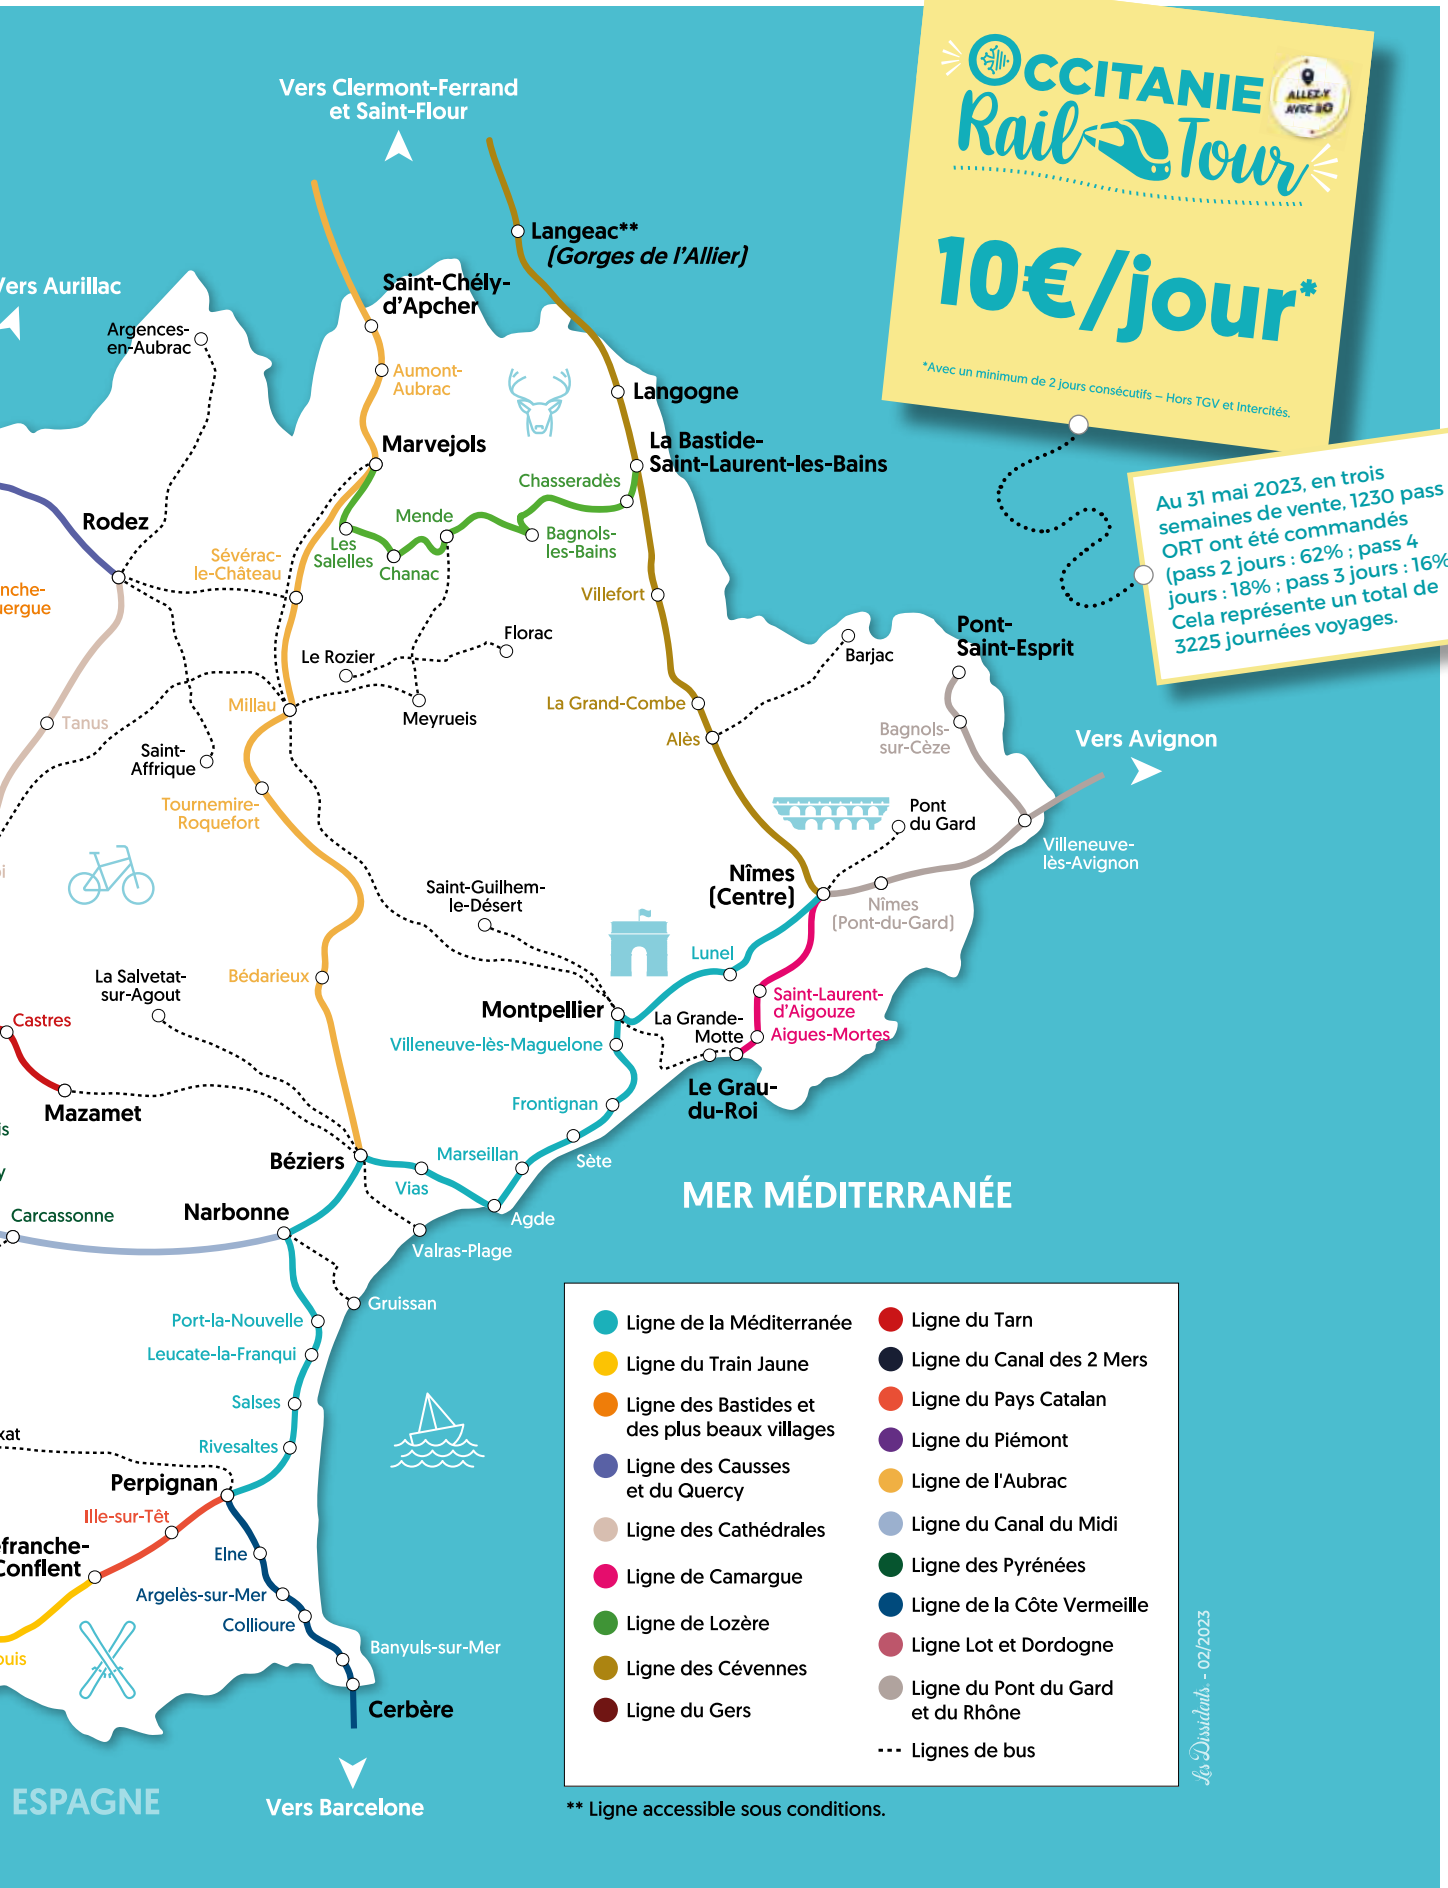 OCCITANIE
Rail Tour
ALLEZ-Y
AVEC liO
10€/jour*
*Avec un minimum de 2 jours consécutifs – Hors TGV et Intercités.
Au 31 mai 2023, en trois
semaines de vente, 1230 pass
ORT ont été commandés
(pass 2 jours : 62% ; pass 4
jours : 18% ; pass 3 jours : 16%
Cela représente un total de
3225 journées voyages.
Vers Clermont-Ferrand
et Saint-Flour
Langeac**
(Gorges de l'Allier)
Vers Aurillac
Saint-Chély-
d'Apcher
Argences-
en-Aubrac
Aumont-
Aubrac
Langogne
Marvejols
La Bastide-
Saint-Laurent-les-Bains
Chasseradès
Rodez
Mende
Bagnols-
les-Bains
Les
Salelles
Chanac
Sévérac-
le-Château
nche-
uergue
Villefort
Florac
Le Rozier
Barjac
Pont-
Saint-Esprit
Millau
Meyrueis
La Grand-Combe
Tanus
Alès
Bagnols-
sur-Cèze
Vers Avignon
Saint-
Affrique
Tournemire-
Roquefort
Pont
du Gard
Villeneuve-
lès-Avignon
Nîmes
(Centre)
Saint-Guilhem-
le-Désert
Nîmes
(Pont-du-Gard)
Lunel
La Salvetat-
sur-Agout
Bédarieux
Saint-Laurent-
d'Aigouze
Montpellier
La Grande-
Motte
Aigues-Mortes
Castres
Villeneuve-lès-Maguelone
Le Grau-
du-Roi
Mazamet
Frontignan
is
Béziers
Marseillan
Sète
y
Vias
MER MÉDITERRANÉE
Carcassonne
Narbonne
Agde
Valras-Plage
Gruissan
Port-la-Nouvelle
Leucate-la-Franqui
Salses
xat
Rivesaltes
Perpignan
Ille-sur-Têt
efranche-
Conflent
Elne
Argelès-sur-Mer
Collioure
Banyuls-sur-Mer
ouis
Cerbère
ESPAGNE
Vers Barcelone
Ligne de la Méditerranée
Ligne du Train Jaune
Ligne des Bastides et
des plus beaux villages
Ligne des Causses
et du Quercy
Ligne des Cathédrales
Ligne de Camargue
Ligne de Lozère
Ligne des Cévennes
Ligne du Gers
Ligne du Tarn
Ligne du Canal des 2 Mers
Ligne du Pays Catalan
Ligne du Piémont
Ligne de l'Aubrac
Ligne du Canal du Midi
Ligne des Pyrénées
Ligne de la Côte Vermeille
Ligne Lot et Dordogne
Ligne du Pont du Gard
et du Rhône
Lignes de bus
** Ligne accessible sous conditions.
Les Dissidents. - 02/2023